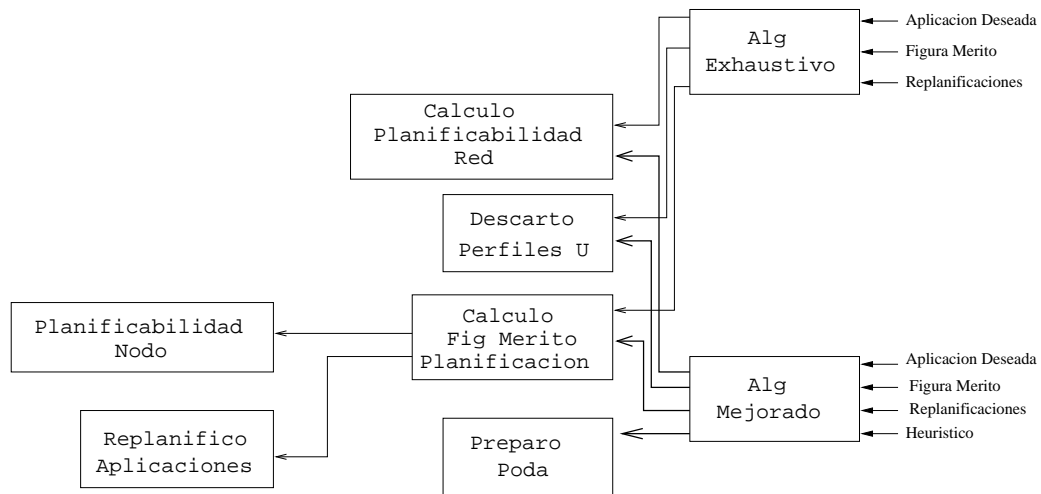 Alg
Exhaustivo
Aplicacion Deseada
Figura Merito
Replanificaciones
Calculo
Planificabilidad
Red
Descarto
Perfiles U
Calculo
Fig Merito
Planificacion
Planificabilidad
Nodo
Alg
Mejorado
Aplicacion Deseada
Figura Merito
Replanificaciones
Heuristico
Replanifico
Aplicaciones
Preparo
Poda